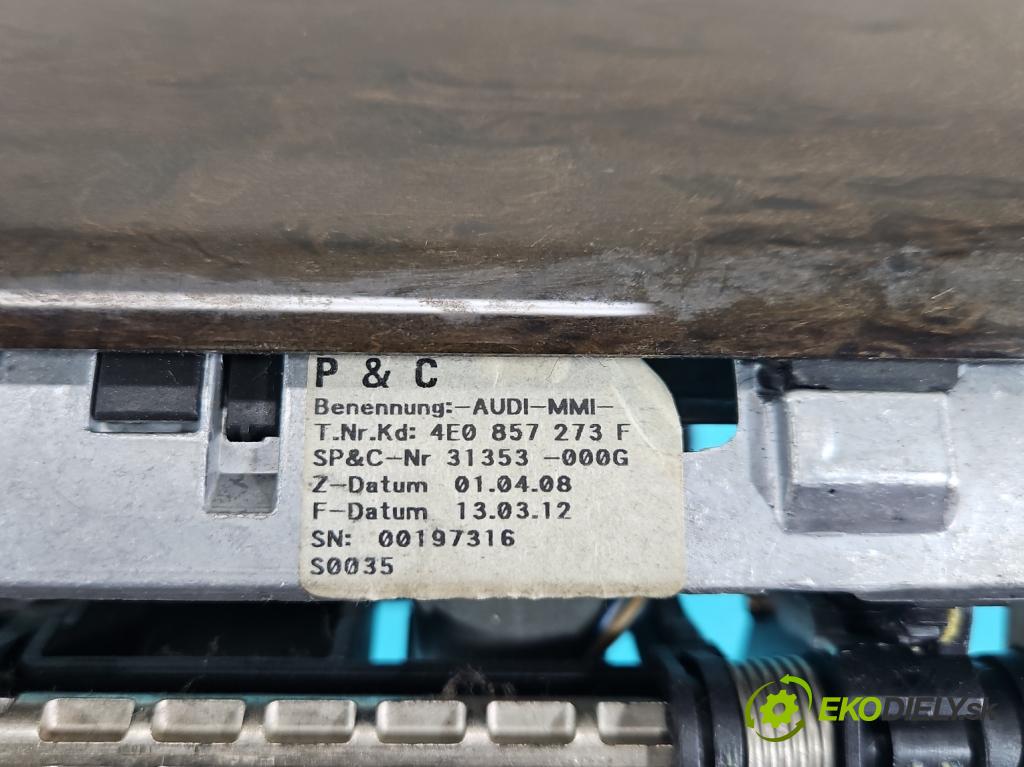 P & C
Benennung:-AUDI-MMI-
T.Nr.Kd: 4E0 857 273 F
SP&C-Nr 31353 -000G
Z-Datum 01.04.08
F-Datum 13.03.12
SN: 00197316
S0035
EKODIELY.sk